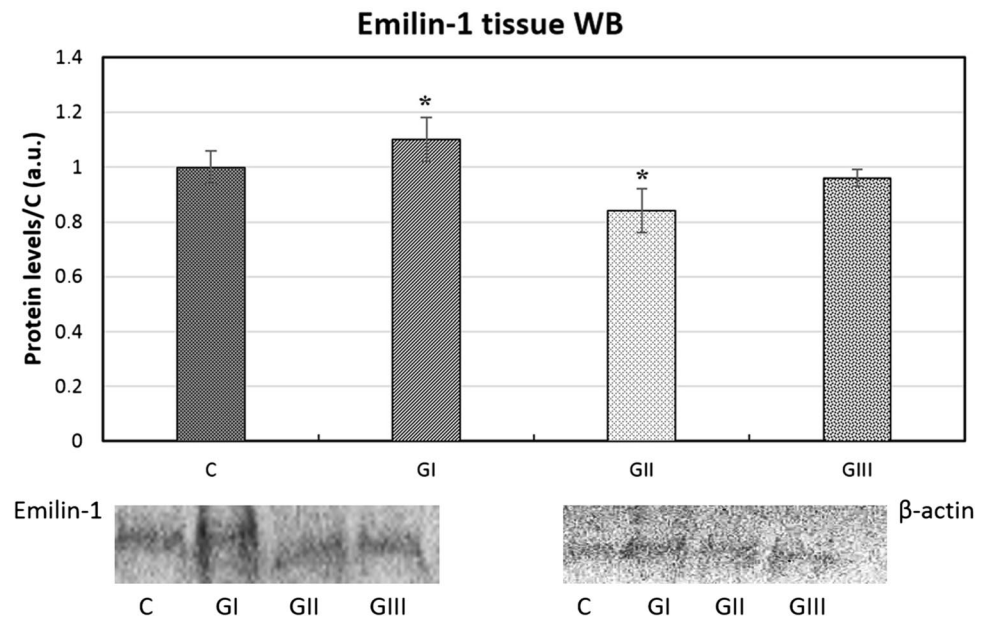 Emilin-1 tissue WB
Protein levels/C (a.u.)
1.4
1.2
1
0.8
0.6
0.4
0.2
0
*
*
C GI GII GIII
Emilin-1
β-actin
C GI GII GIII
C GI GII GIII